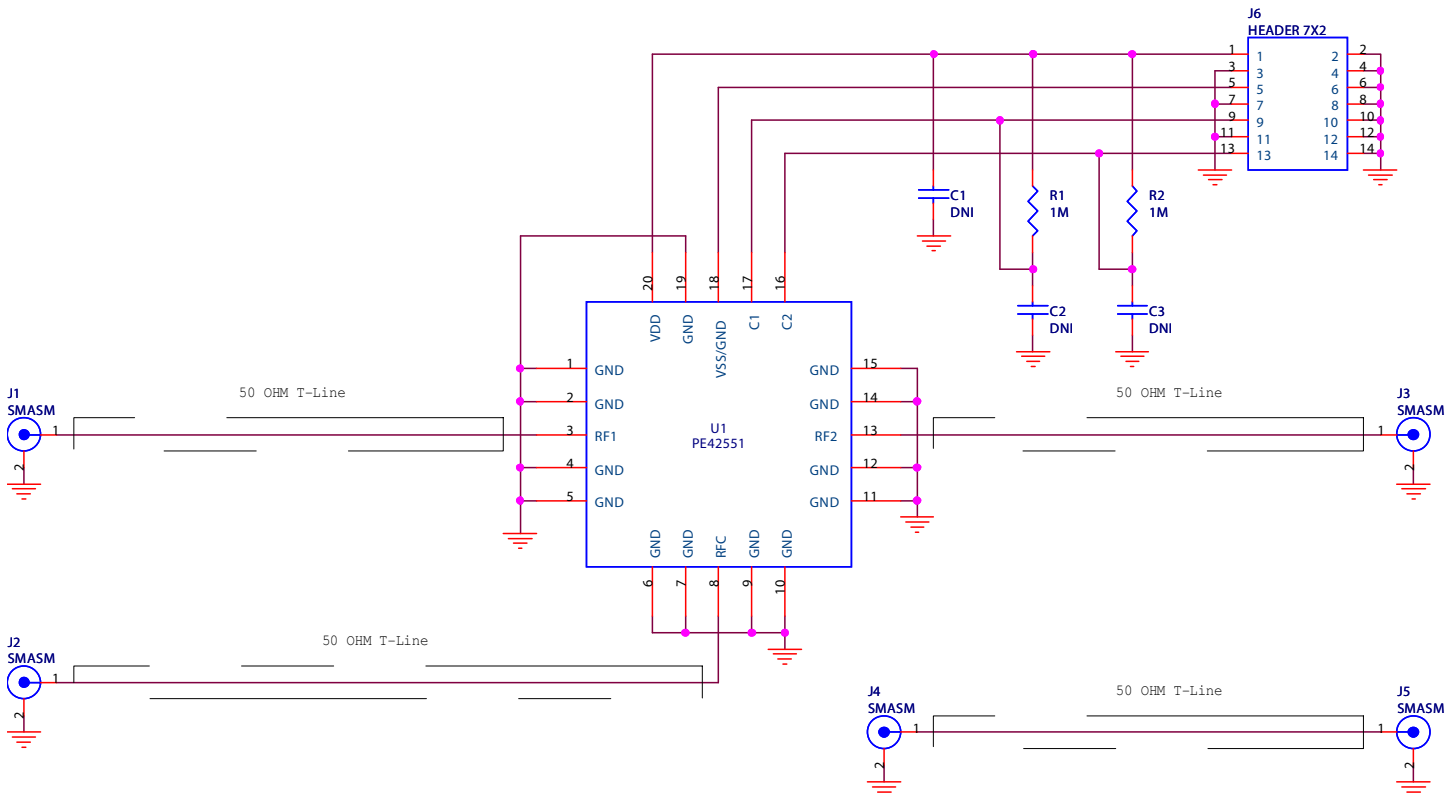 J6
HEADER 7X2
1 1 2 2
3 3 4 4
5 5 6 6
7 7 8 8
9 9 10 10
11 11 12 12
13 13 14 14
C1
DNI
R1
1M
R2
1M
C2
DNI
C3
DNI
20 19 18 17 16
VDD GND VSS/GND C1 C2
1 GND GND 15
2 GND GND 14
3 RF1 RF2 13
4 GND GND 12
5 GND GND 11
U1
PE42551
GND GND RFC GND GND
6 7 8 9 10
J1
SMASM
1
2
50 OHM T-Line
50 OHM T-Line
J3
SMASM
1
2
J2
SMASM
1
2
50 OHM T-Line
J4
SMASM
1
2
50 OHM T-Line
J5
SMASM
1
2